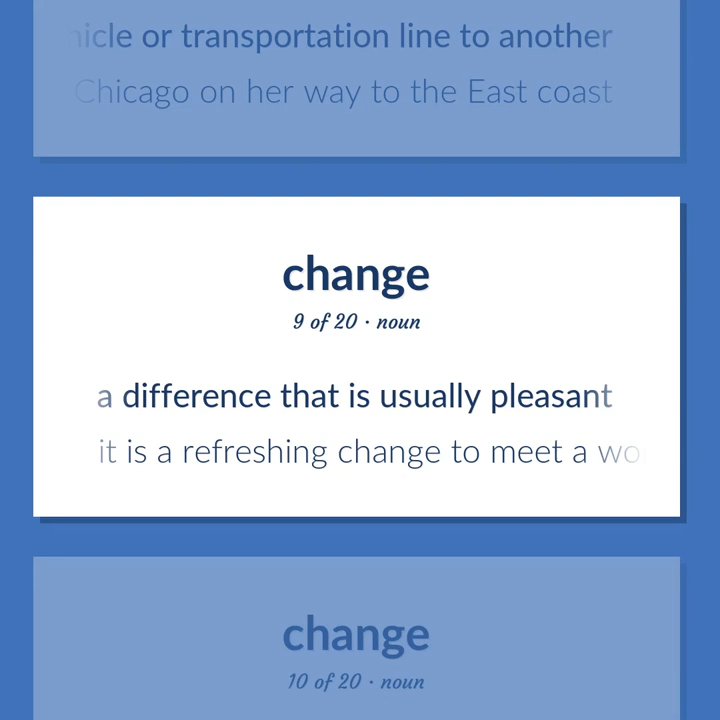 or transportation line to another
Chicago on her way to the East coast
change
9 of 20 · noun
a difference that is usually pleasant
it is a refreshing change to meet a
change
10 of 20 · noun